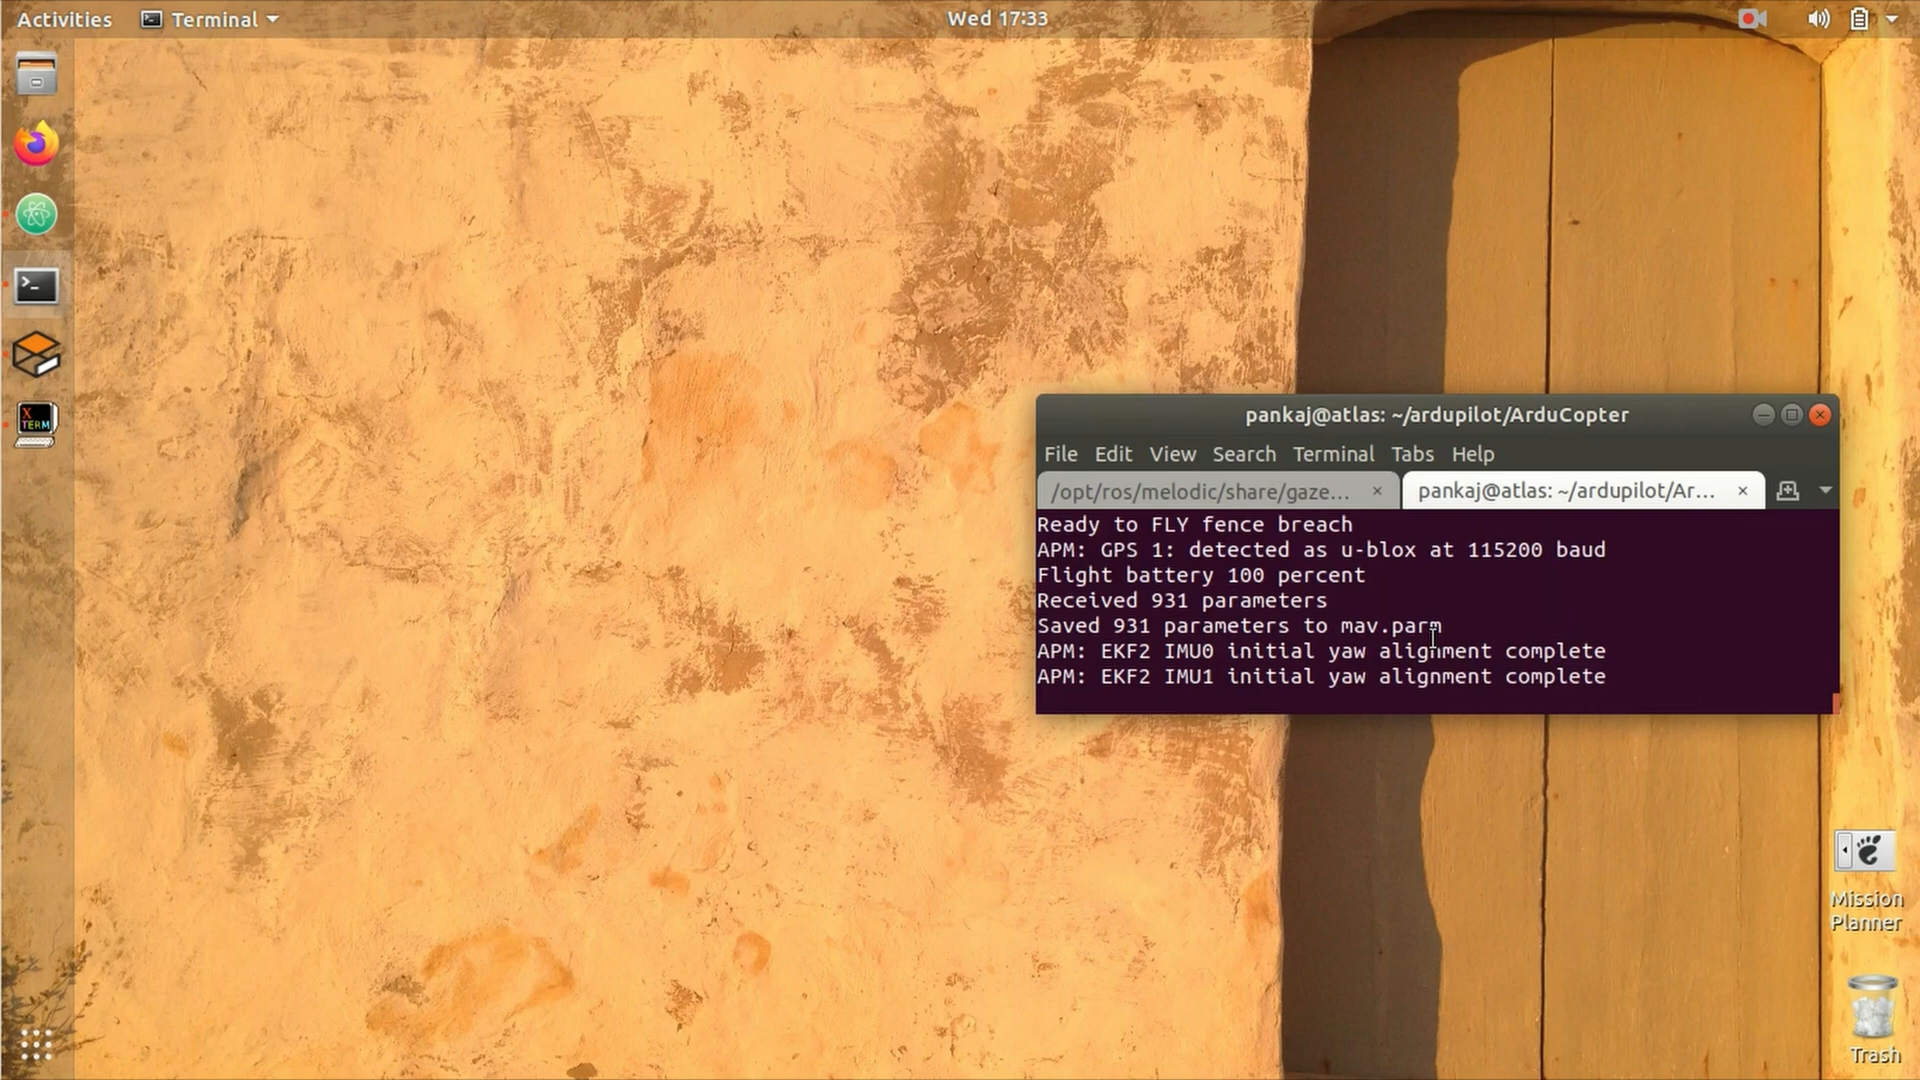 Activities
Terminal
Wed 17:33
X
TERM
pankaj@atlas: ~/ardupilot/ArduCopter
File Edit View Search Terminal Tabs Help
/opt/ros/melodic/share/gaze...
pankaj@atlas: ~/ardupilot/Ar...
Ready to FLY fence breach
APM: GPS 1: detected as u-blox at 115200 baud
Flight battery 100 percent
Received 931 parameters
Saved 931 parameters to mav.parm
APM: EKF2 IMU0 initial yaw alignment complete
APM: EKF2 IMU1 initial yaw alignment complete
Mission
Planner
Trash